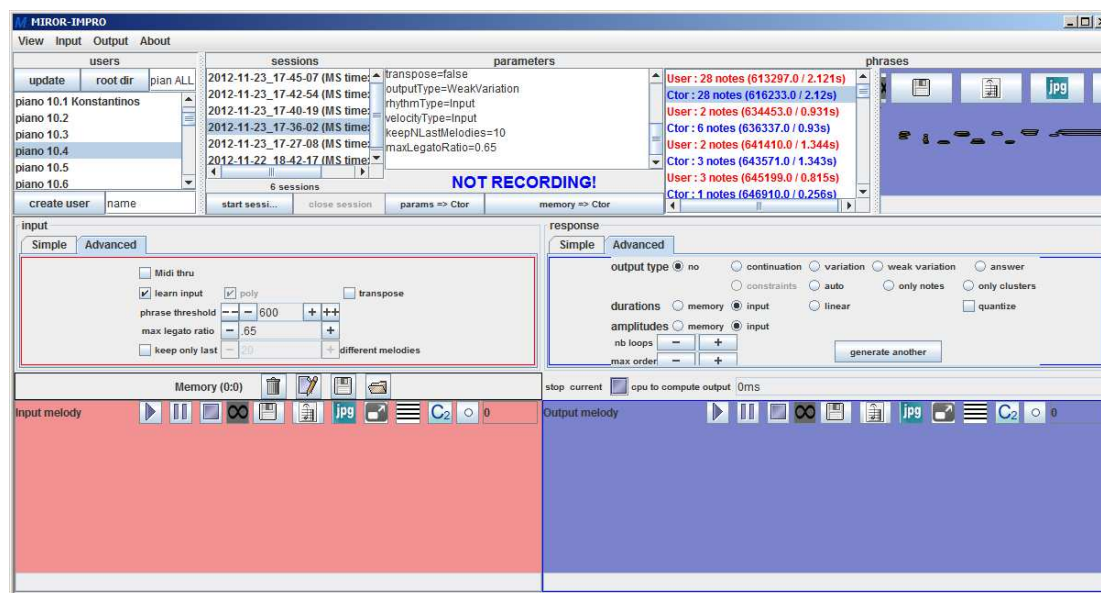 MIROR-IMPRO
View Input Output About
users
update root dir pian ALL
piano 10.1 Konstantinos
piano 10.2
piano 10.3
piano 10.4
piano 10.5
piano 10.6
create user name
sessions
2012-11-23_17-45-07 (MS time:
2012-11-23_17-42-54 (MS time:
2012-11-23_17-40-19 (MS time:
2012-11-23_17-36-02 (MS time:
2012-11-23_17-27-08 (MS time:
2012-11-22_18-42-17 (MS time:
6 sessions
start sessi... close session
parameters
transpose=false
outputType=WeakVariation
rhythmType=Input
velocityType=Input
keepNLastMelodies=10
maxLegatoRatio=0.65
NOT RECORDING!
params => Ctor memory => Ctor
phrases
User : 28 notes (613297.0 / 2.121s)
Ctor : 28 notes (616233.0 / 2.12s)
User : 2 notes (634453.0 / 0.931s)
Ctor : 6 notes (636337.0 / 0.93s)
User : 2 notes (641410.0 / 1.344s)
Ctor : 3 notes (643571.0 / 1.343s)
User : 3 notes (645199.0 / 0.815s)
Ctor : 1 notes (646910.0 / 0.256s)
jpg
input
Simple Advanced
Midi thru
learn input poly transpose
phrase threshold -- - 600 + ++
max legato ratio - .65 +
keep only last - 20 + different melodies
response
Simple Advanced
output type no continuation variation weak variation answer
constraints auto only notes only clusters
durations memory input linear quantize
amplitudes memory input
nb loops - +
max order - +
generate another
Memory (0:0)
stop current cpu to compute output 0ms
Input melody jpg C2 0
Output melody jpg C2 0